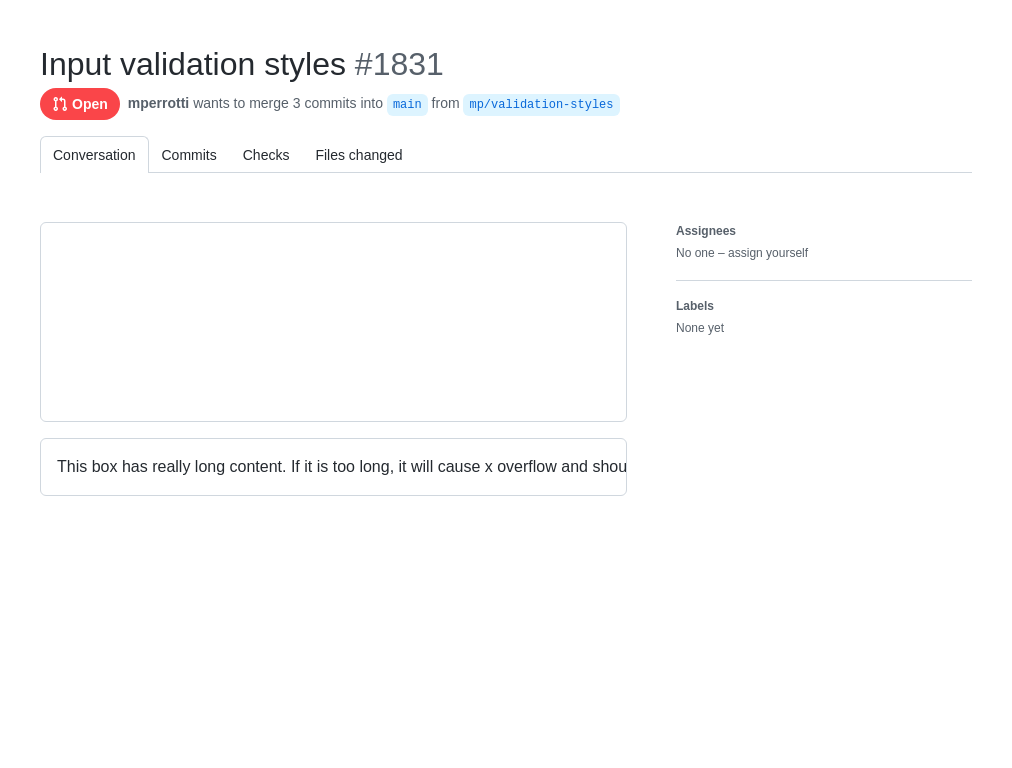 Input validation styles #1831
Open mperrotti wants to merge 3 commits into main from mp/validation-styles
Conversation Commits Checks Files changed
Assignees
No one – assign yourself
Labels
None yet
This box has really long content. If it is too long, it will cause x overflow and shou